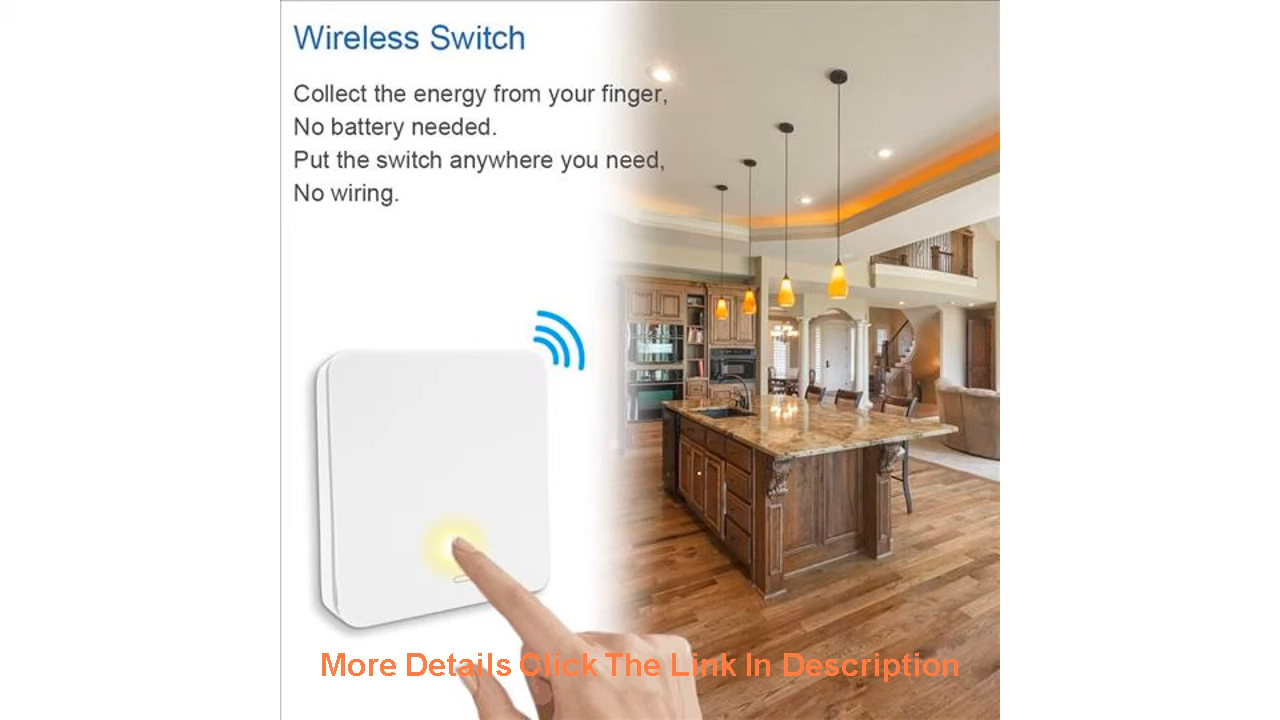 Wireless Switch
Collect the energy from your finger,
No battery needed.
Put the switch anywhere you need,
No wiring.
More Details Click The Link In Description